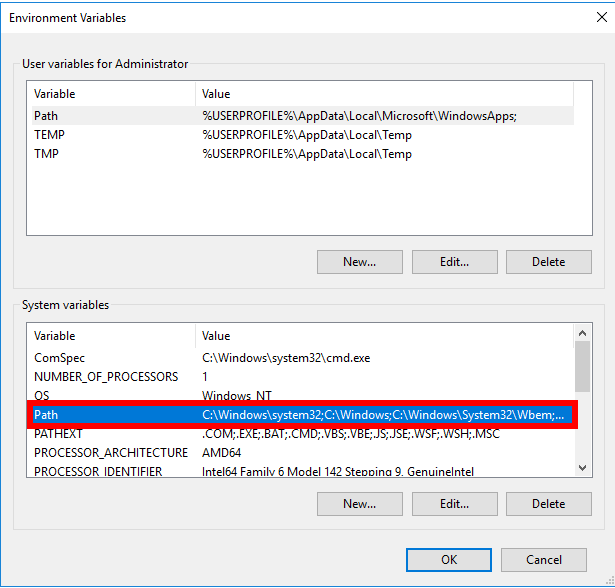 Environment Variables
User variables for Administrator
Variable Value
Path %USERPROFILE%\AppData\Local\Microsoft\WindowsApps;
TEMP %USERPROFILE%\AppData\Local\Temp
TMP %USERPROFILE%\AppData\Local\Temp
New... Edit... Delete
System variables
Variable Value
ComSpec C:\Windows\system32\cmd.exe
NUMBER_OF_PROCESSORS 1
OS Windows_NT
Path C:\Windows\system32;C:\Windows;C:\Windows\System32\Wbem;...
PATHEXT .COM;.EXE;.BAT;.CMD;.VBS;.VBE;.JS;.JSE;.WSF;.WSH;.MSC
PROCESSOR_ARCHITECTURE AMD64
PROCESSOR_IDENTIFIER Intel64 Family 6 Model 142 Stepping 9, GenuineIntel
New... Edit... Delete
OK Cancel